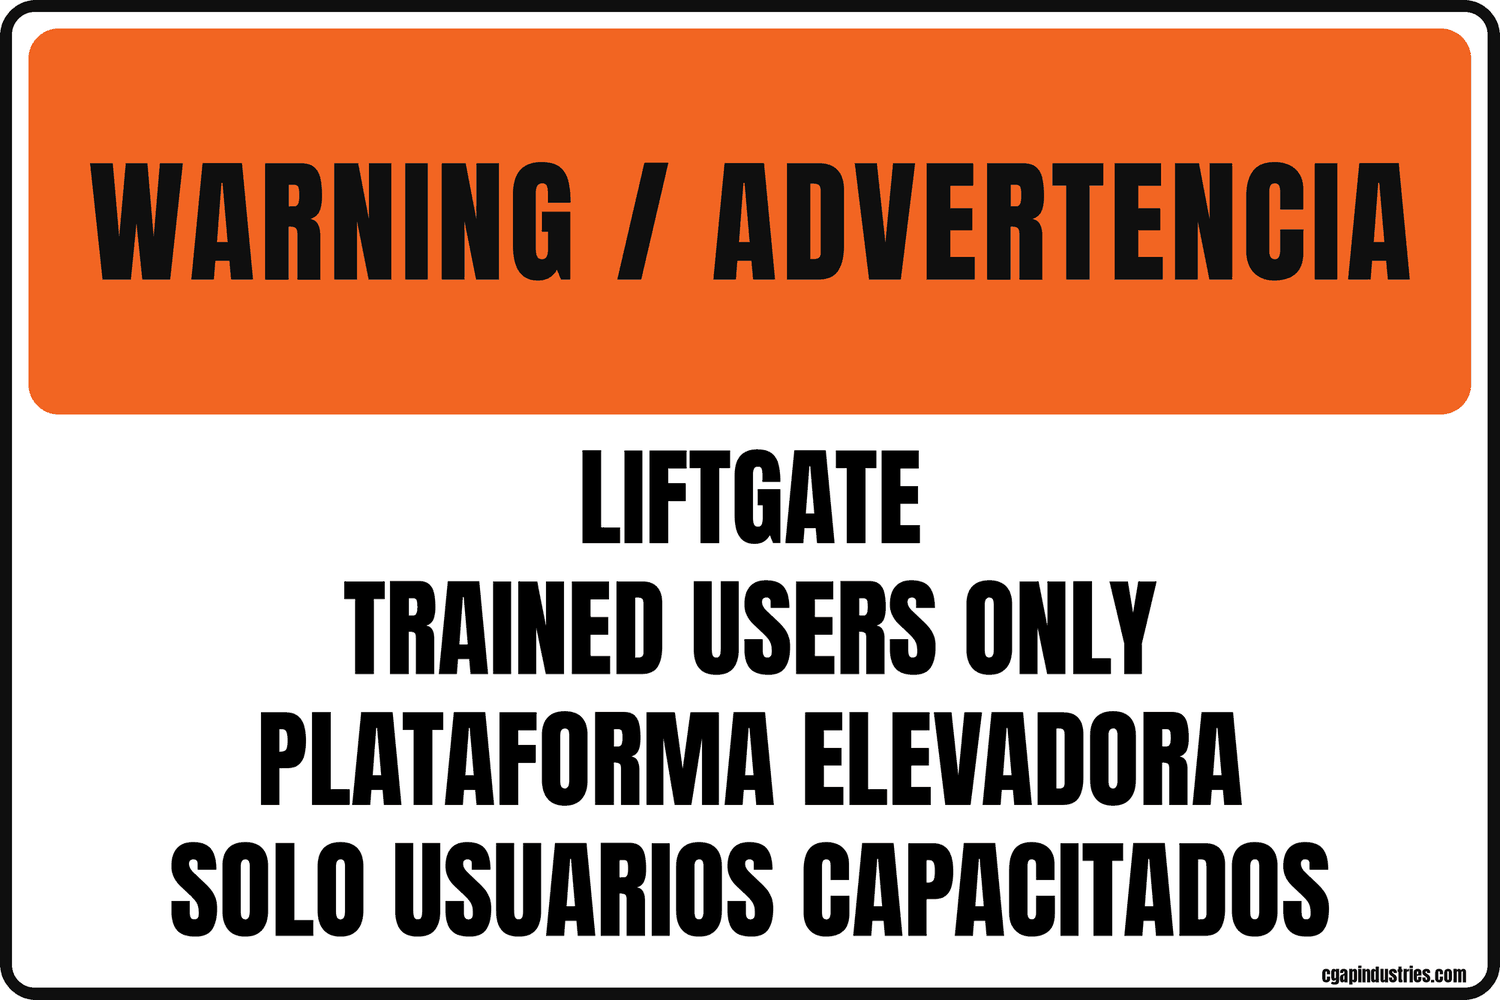 WARNING / ADVERTENCIA
LIFTGATE
TRAINED USERS ONLY
PLATAFORMA ELEVADORA
SOLO USUARIOS CAPACITADOS
cgapindustries.com